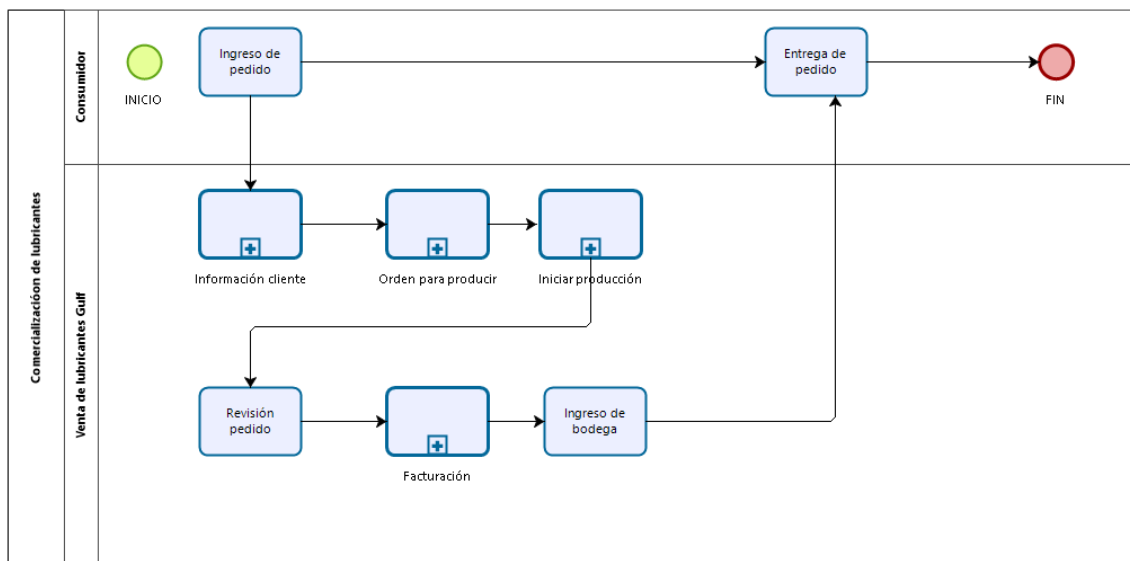 Comercializacióon de lubricantes
Consumidor
INICIO
Ingreso de
pedido
Entrega de
pedido
FIN
Venta de lubricantes Gulf
Información cliente
Orden para producir
Iniciar producción
Revisión
pedido
Facturación
Ingreso de
bodega